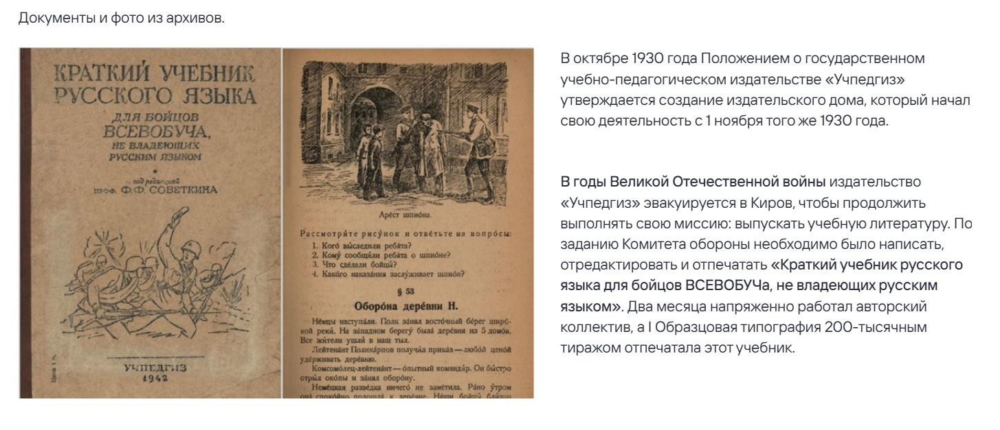 Документы и фото из архивов.
КРАТКИЙ УЧЕБНИК
РУССКОГО ЯЗЫКА
ДЛЯ БОЙЦОВ
ВСЕВОБУЧА,
НЕ ВЛАДЕЮЩИХ
РУССКИМ ЯЗЫКОМ
под редакцией
ПРОФ. Ф.Ф. СОВЕТКИНА
УЧПЕДГИЗ
1942
Цена
Аре́ст шпио́на.
Рассмотри́те рису́нок и отве́тьте на вопро́сы:
1. Кого́ вы́следили ребя́та?
2. Кому́ сообщи́ли ребя́та о шпио́не?
3. Что сде́лали бойцы́?
4. Како́го наказа́ния заслу́живает шпио́н?
§ 53
Оборо́на дере́вни Н.
Не́мцы наступа́ли. Полк за́нял восто́чный бе́рег широ́-
кой реки́. На за́падном берегу́ была́ дере́вня из 5 домо́в.
Все жи́тели ушли́ в наш тыл.
Лейтена́нт Полика́рпов получи́л прика́з — любо́й цено́й
уде́рживать дере́вню.
Комсомо́лец-лейтена́нт — о́пытный команди́р. Он бы́стро
отры́л око́пы и за́нял оборо́ну.
Неме́цкая разве́дка ничего́ не заме́тила. Ра́но у́тром
она́ споко́йно подошла́ к дере́вне. На́ши бойцы́ бли́зко
В октябре 1930 года Положением о государственном
учебно-педагогическом издательстве «Учпедгиз»
утверждается создание издательского дома, который начал
свою деятельность с 1 ноября того же 1930 года.
В годы Великой Отечественной войны издательство
«Учпедгиз» эвакуируется в Киров, чтобы продолжить
выполнять свою миссию: выпускать учебную литературу. По
заданию Комитета обороны необходимо было написать,
отредактировать и отпечатать «Краткий учебник русского
языка для бойцов ВСЕВОБУЧа, не владеющих русским
языком». Два месяца напряженно работал авторский
коллектив, а I Образцовая типография 200-тысячным
тиражом отпечатала этот учебник.